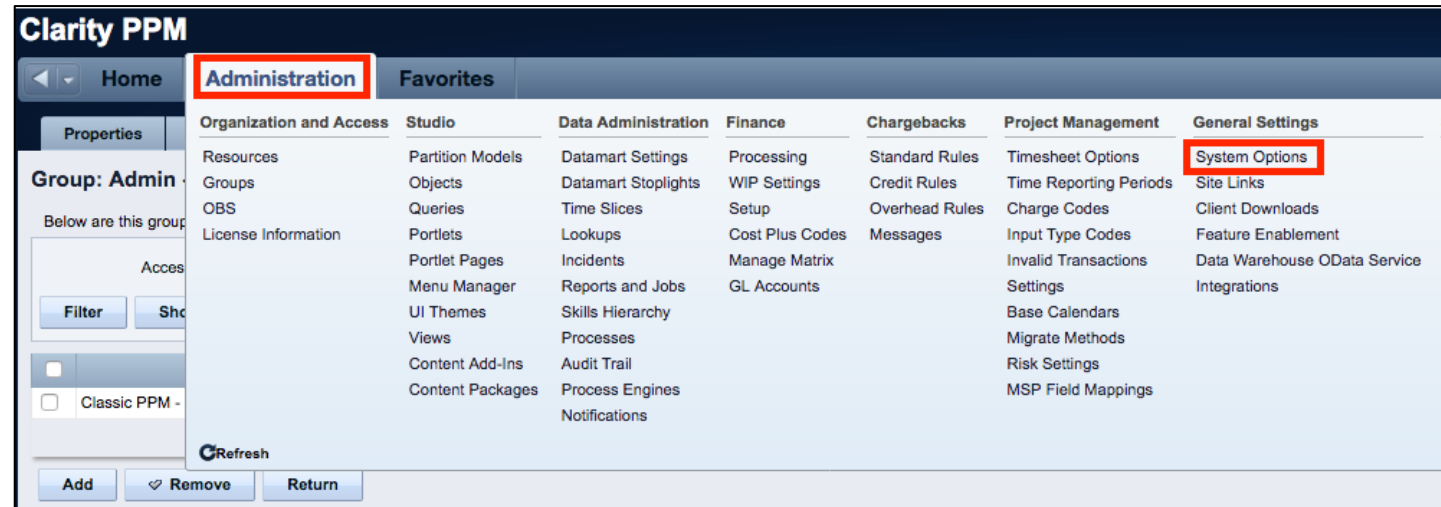 Clarity PPM
Home Administration Favorites
Properties
Group: Admin -
Below are this group
Acces
Filter Sho
Classic PPM -
Organization and Access
Resources
Groups
OBS
License Information
Studio
Partition Models
Objects
Queries
Portlets
Portlet Pages
Menu Manager
UI Themes
Views
Content Add-Ins
Content Packages
Data Administration
Datamart Settings
Datamart Stoplights
Time Slices
Lookups
Incidents
Reports and Jobs
Skills Hierarchy
Processes
Audit Trail
Process Engines
Notifications
Finance
Processing
WIP Settings
Setup
Cost Plus Codes
Manage Matrix
GL Accounts
Chargebacks
Standard Rules
Credit Rules
Overhead Rules
Messages
Project Management
Timesheet Options
Time Reporting Periods
Charge Codes
Input Type Codes
Invalid Transactions
Settings
Base Calendars
Migrate Methods
Risk Settings
MSP Field Mappings
General Settings
System Options
Site Links
Client Downloads
Feature Enablement
Data Warehouse OData Service
Integrations
Refresh
Add Remove Return